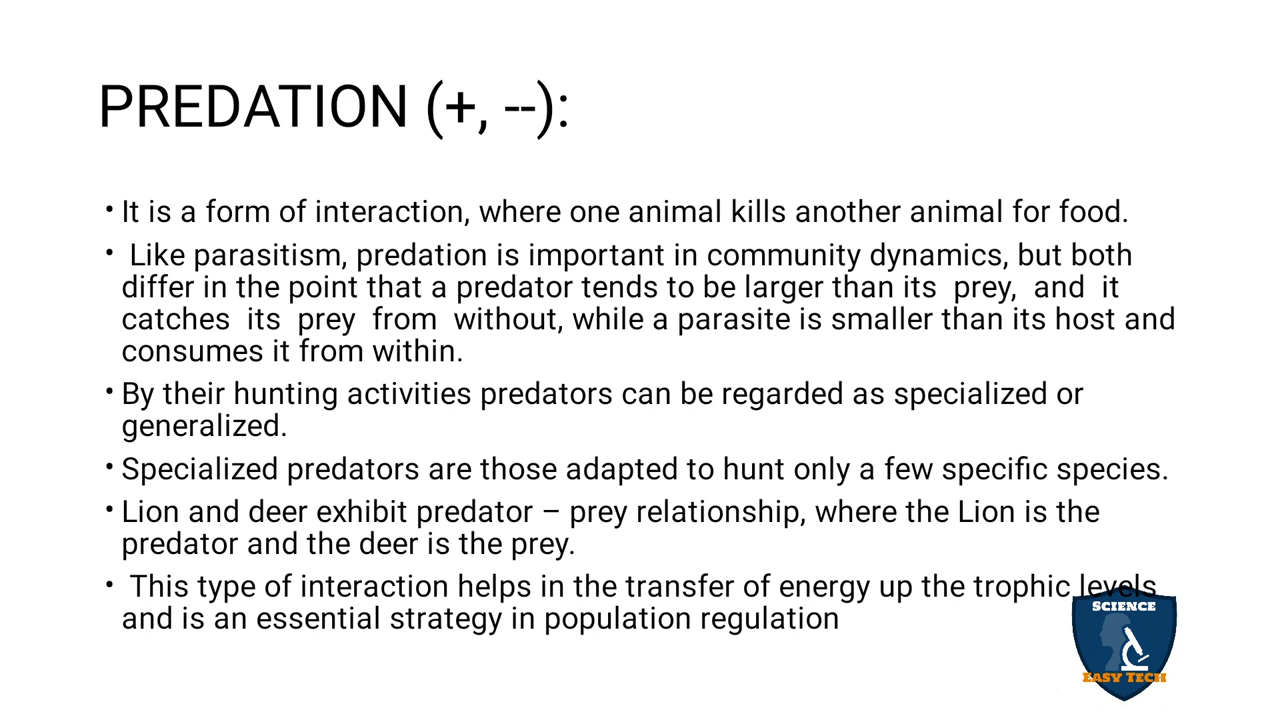 PREDATION (+, --):
• It is a form of interaction, where one animal kills another animal for food.
• Like parasitism, predation is important in community dynamics, but both
differ in the point that a predator tends to be larger than its prey, and it
catches its prey from without, while a parasite is smaller than its host and
consumes it from within.
• By their hunting activities predators can be regarded as specialized or
generalized.
• Specialized predators are those adapted to hunt only a few specific species.
• Lion and deer exhibit predator – prey relationship, where the Lion is the
predator and the deer is the prey.
• This type of interaction helps in the transfer of energy up the trophic levels
and is an essential strategy in population regulation
SCIENCE
EASY TECH